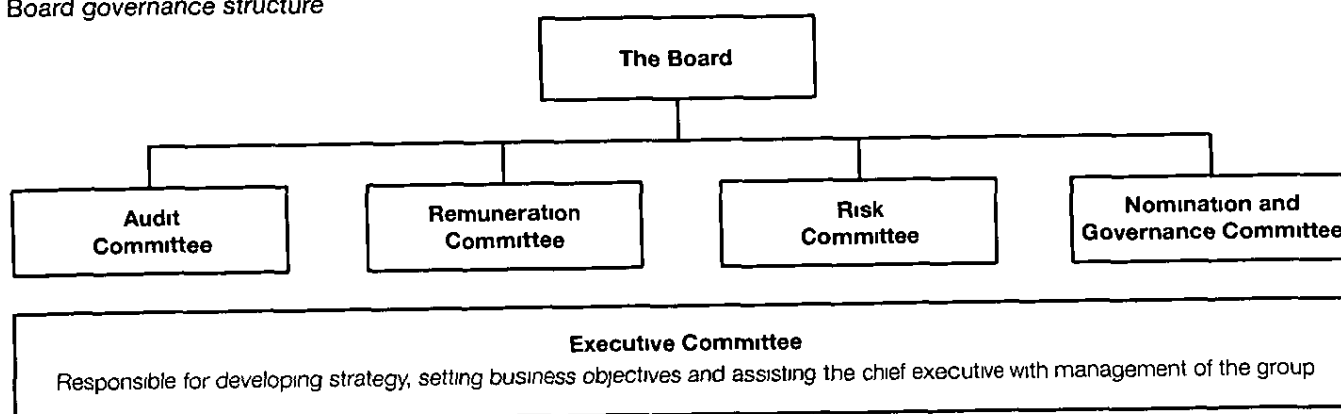 Board governance structure
The Board
Audit
Committee
Remuneration
Committee
Risk
Committee
Nomination and
Governance Committee
Executive Committee
Responsible for developing strategy, setting business objectives and assisting the chief executive with management of the group